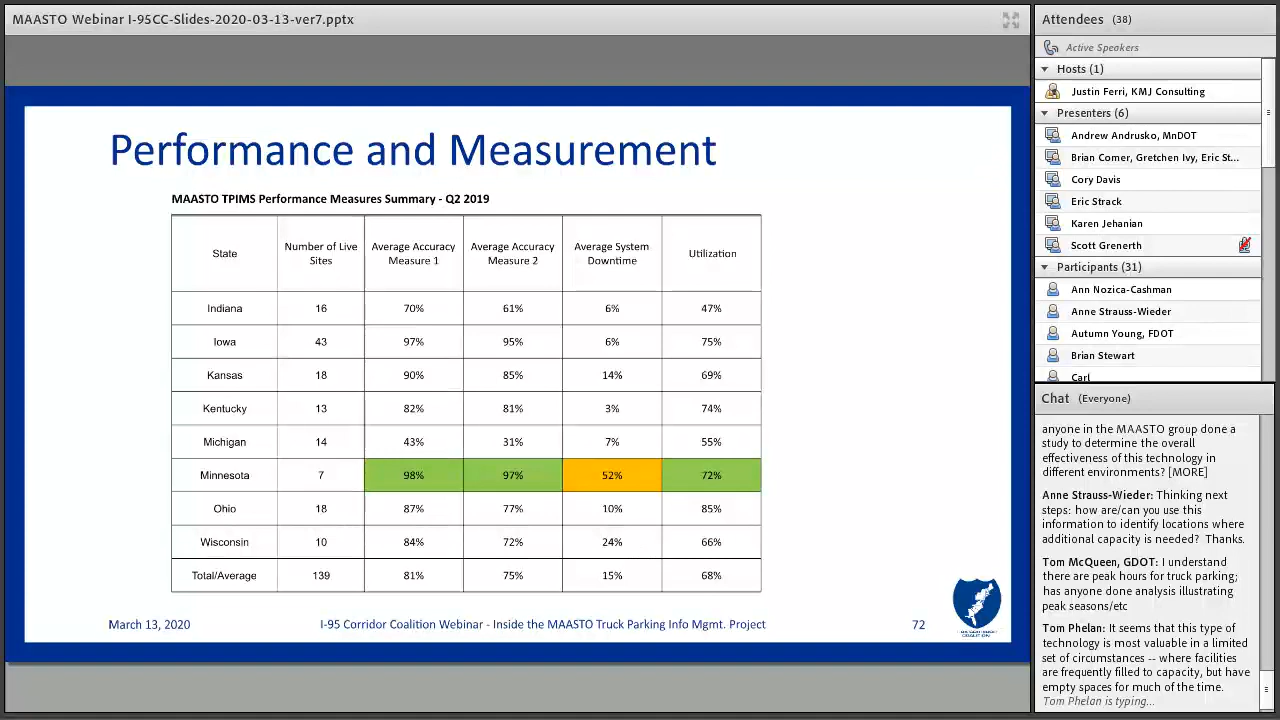 MAASTO Webinar I-95CC-Slides-2020-03-13-ver7.pptx
Performance and Measurement
MAASTO TPIMS Performance Measures Summary - Q2 2019
State Number of Live Sites Average Accuracy Measure 1 Average Accuracy Measure 2 Average System Downtime Utilization
Indiana 16 70% 61% 6% 47%
Iowa 43 97% 95% 6% 75%
Kansas 18 90% 85% 14% 69%
Kentucky 13 82% 81% 3% 74%
Michigan 14 43% 31% 7% 55%
Minnesota 7 98% 97% 52% 72%
Ohio 18 87% 77% 10% 85%
Wisconsin 10 84% 72% 24% 66%
Total/Average 139 81% 75% 15% 68%
March 13, 2020 I-95 Corridor Coalition Webinar - Inside the MAASTO Truck Parking Info Mgmt. Project 72
Attendees (38)
Active Speakers
Hosts (1)
Justin Ferri, KMJ Consulting
Presenters (6)
Andrew Andrusko, MnDOT
Brian Comer, Gretchen Ivy, Eric St...
Cory Davis
Eric Strack
Karen Jehanian
Scott Grenerth
Participants (31)
Ann Nozica-Cashman
Anne Strauss-Wieder
Autumn Young, FDOT
Brian Stewart
Carl
Chat (Everyone)
anyone in the MAASTO group done a
study to determine the overall
effectiveness of this technology in
different environments? [MORE]
Anne Strauss-Wieder: Thinking next
steps: how are/can you use this
information to identify locations where
additional capacity is needed? Thanks.
Tom McQueen, GDOT: I understand
there are peak hours for truck parking;
has anyone done analysis illustrating
peak seasons/etc
Tom Phelan: It seems that this type of
technology is most valuable in a limited
set of circumstances -- where facilities
are frequently filled to capacity, but have
empty spaces for much of the time.
Tom Phelan is typing...